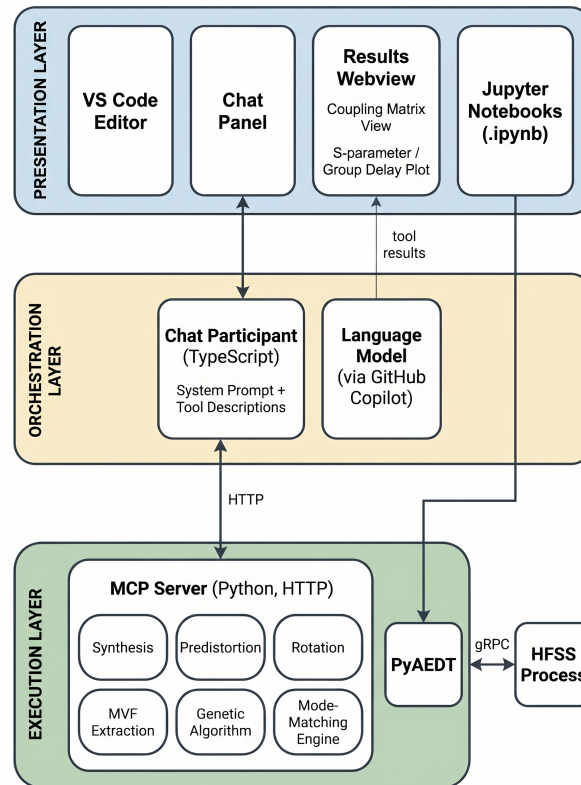 PRESENTATION LAYER
VS Code
Editor
Chat
Panel
Results
Webview
Coupling Matrix
View
S-parameter /
Group Delay Plot
Jupyter
Notebooks
(.ipynb)
tool
results
ORCHESTRATION
LAYER
Chat Participant
(TypeScript)
System Prompt +
Tool Descriptions
Language
Model
(via GitHub
Copilot)
HTTP
EXECUTION LAYER
MCP Server (Python, HTTP)
Synthesis
Predistortion
Rotation
MVF
Extraction
Genetic
Algorithm
Mode-
Matching
Engine
PyAEDT
gRPC
HFSS
Process